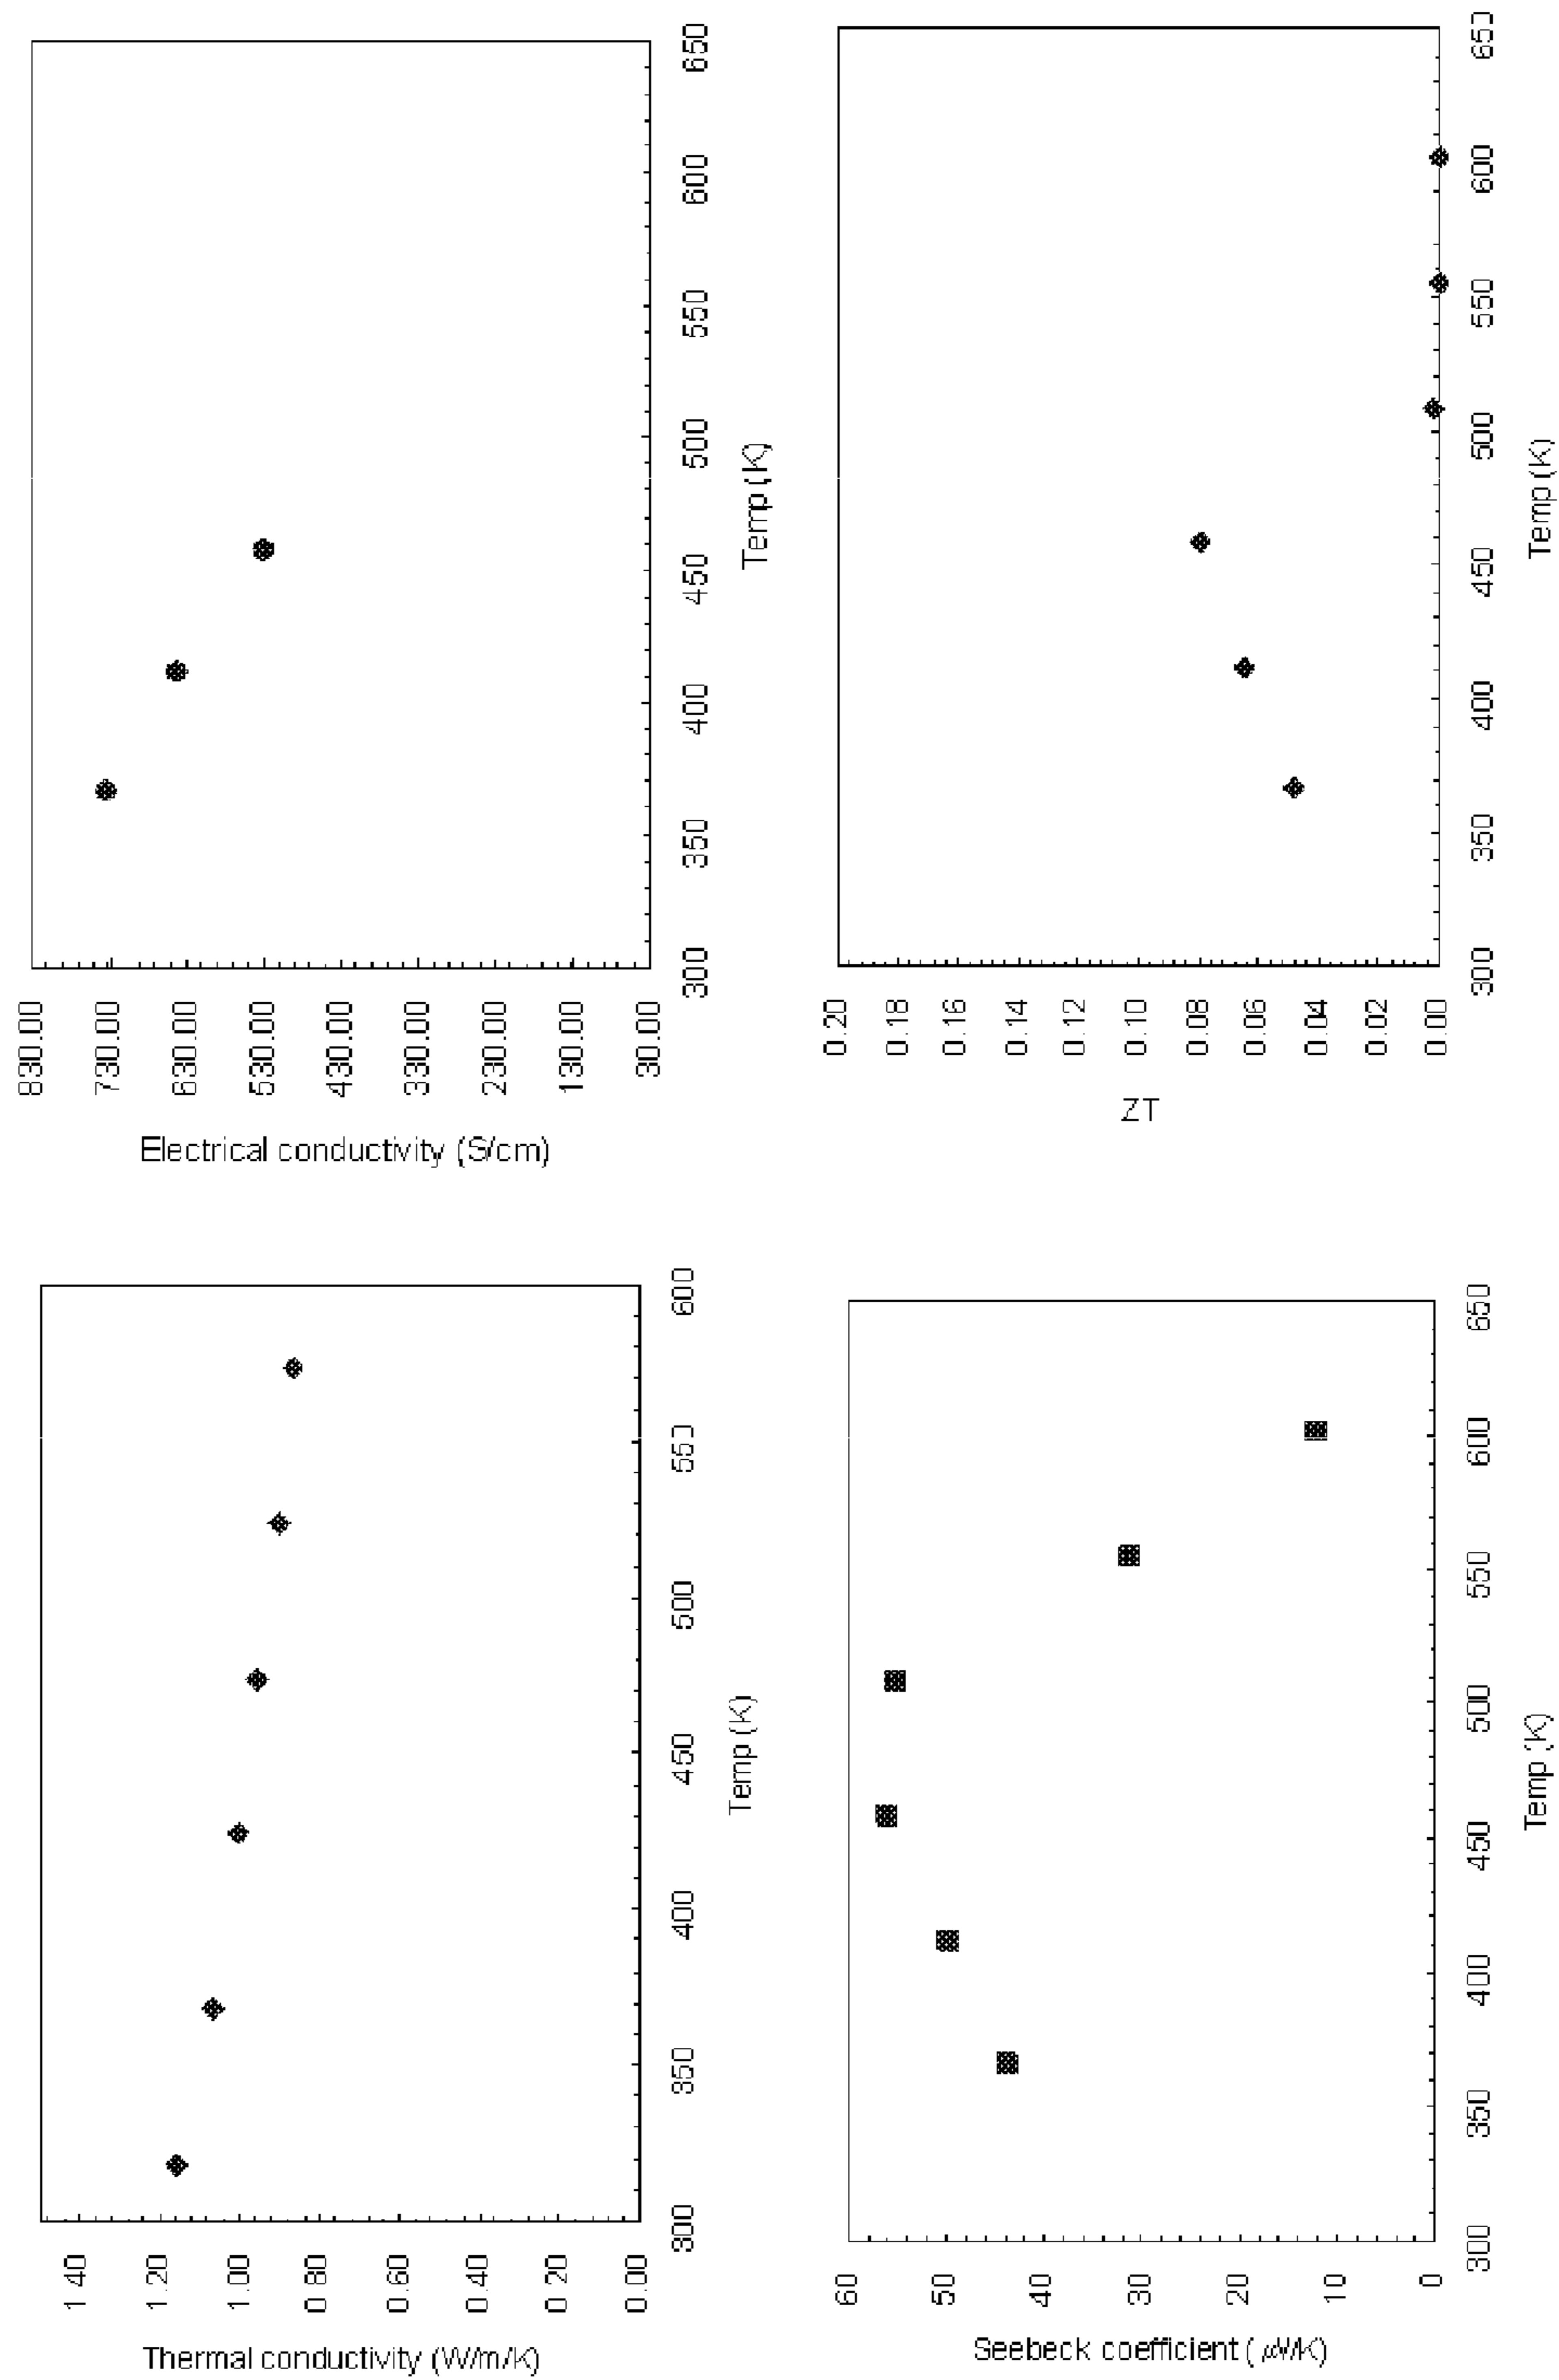 Thermal conductivity (W/m/K)
1.40
1.20
1.00
0.80
0.60
0.40
0.20
0.00
300 350 400 450 500 550 600
Temp (K)
Electrical conductivity (S/cm)
830.00
730.00
630.00
530.00
430.00
330.00
230.00
130.00
30.00
300 350 400 450 500 550 600 650
Temp (K)
Seebeck coefficient ( μV/K)
60
50
40
30
20
10
0
300 350 400 450 500 550 600 650
Temp (K)
ZT
0.20
0.18
0.16
0.14
0.12
0.10
0.08
0.06
0.04
0.02
0.00
300 350 400 450 500 550 600 650
Temp (K)